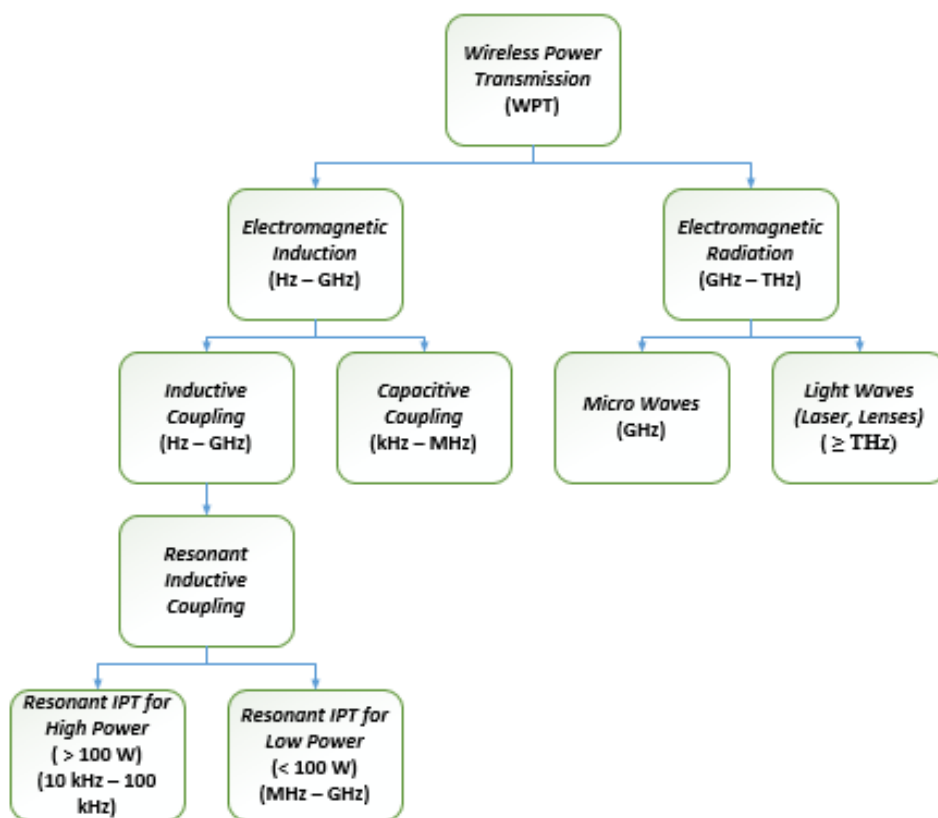 Wireless Power
Transmission
(WPT)
Electromagnetic
Induction
(Hz – GHz)
Electromagnetic
Radiation
(GHz – THz)
Inductive
Coupling
(Hz – GHz)
Capacitive
Coupling
(kHz – MHz)
Micro Waves
(GHz)
Light Waves
(Laser, Lenses)
( ≥ THz)
Resonant
Inductive
Coupling
Resonant IPT for
High Power
( > 100 W)
(10 kHz – 100
kHz)
Resonant IPT for
Low Power
(< 100 W)
(MHz – GHz)